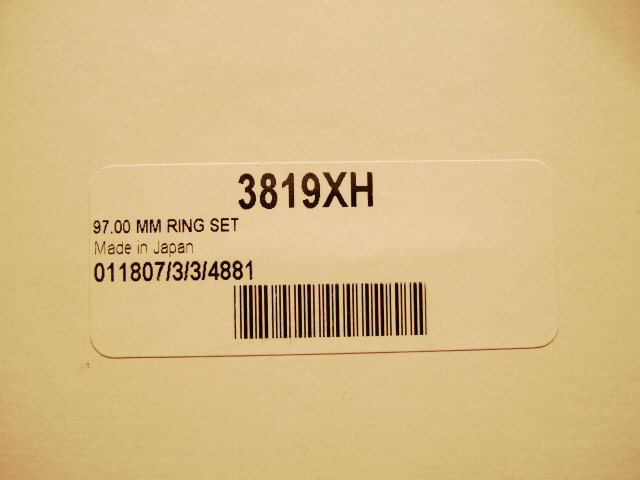 3819XH
97.00 MM RING SET
Made in Japan
011807/3/3/4881